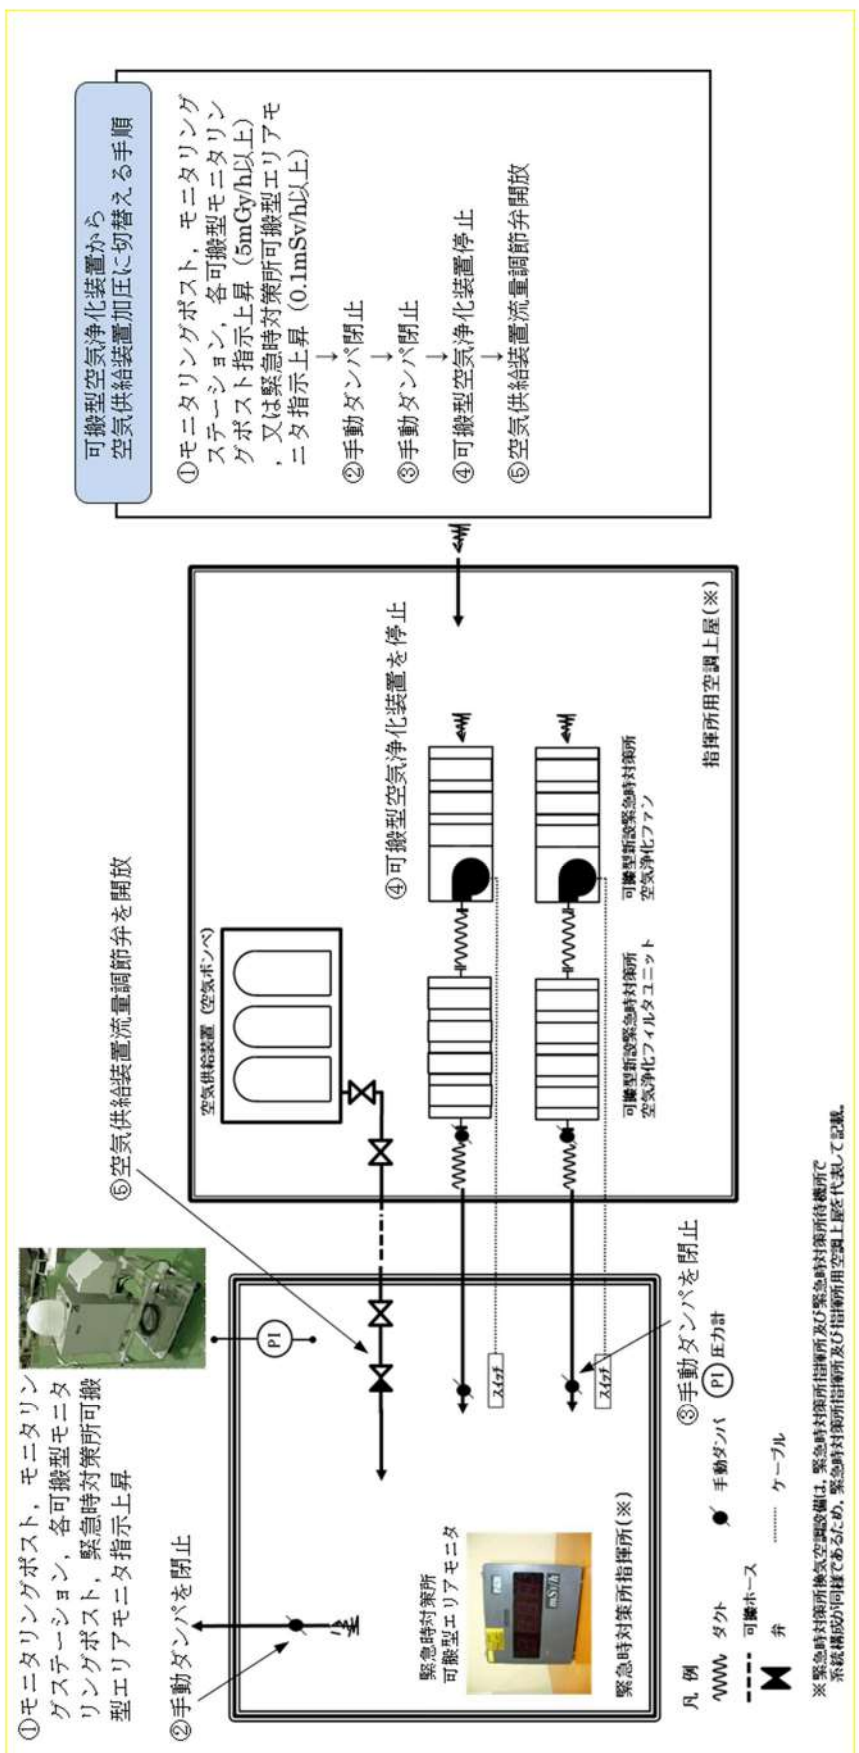 ①モニタリングポスト，モニタリン
グステーション，各可搬型モニタ
リングポスト，緊急時対策所可搬
型エリアモニタ指示上昇
②手動ダンパを閉止
⑤空気供給装置流量調節弁を開放
PI
空気供給装置（空気ボンベ）
④可搬型空気浄化装置を停止
スイッチ
スイッチ
③手動ダンパを閉止
緊急時対策所
可搬型エリアモニタ
mSv/h
緊急時対策所指揮所(※)
可搬型新設緊急時対策所
空気浄化フィルタユニット
可搬型新設緊急時対策所
空気浄化ファン
指揮所用空調上屋(※)
可搬型空気浄化装置から
空気供給装置加圧に切替える手順
①モニタリングポスト，モニタリング
ステーション，各可搬型モニタリン
グポスト指示上昇（5mGy/h以上）
，又は緊急時対策所可搬型エリアモ
ニタ指示上昇（0.1mSv/h以上）
↓
②手動ダンパ閉止
↓
③手動ダンパ閉止
↓
④可搬型空気浄化装置停止
↓
⑤空気供給装置流量調節弁開放
凡 例
ダクト
手動ダンパ
PI 圧力計
可搬ホース
弁
ケーブル
※緊急時対策所換気空調設備は，緊急時対策所指揮所及び緊急時対策所待機所で
系統構成が同様であるため，緊急時対策所指揮所及び指揮所用空調上屋を代表して記載。